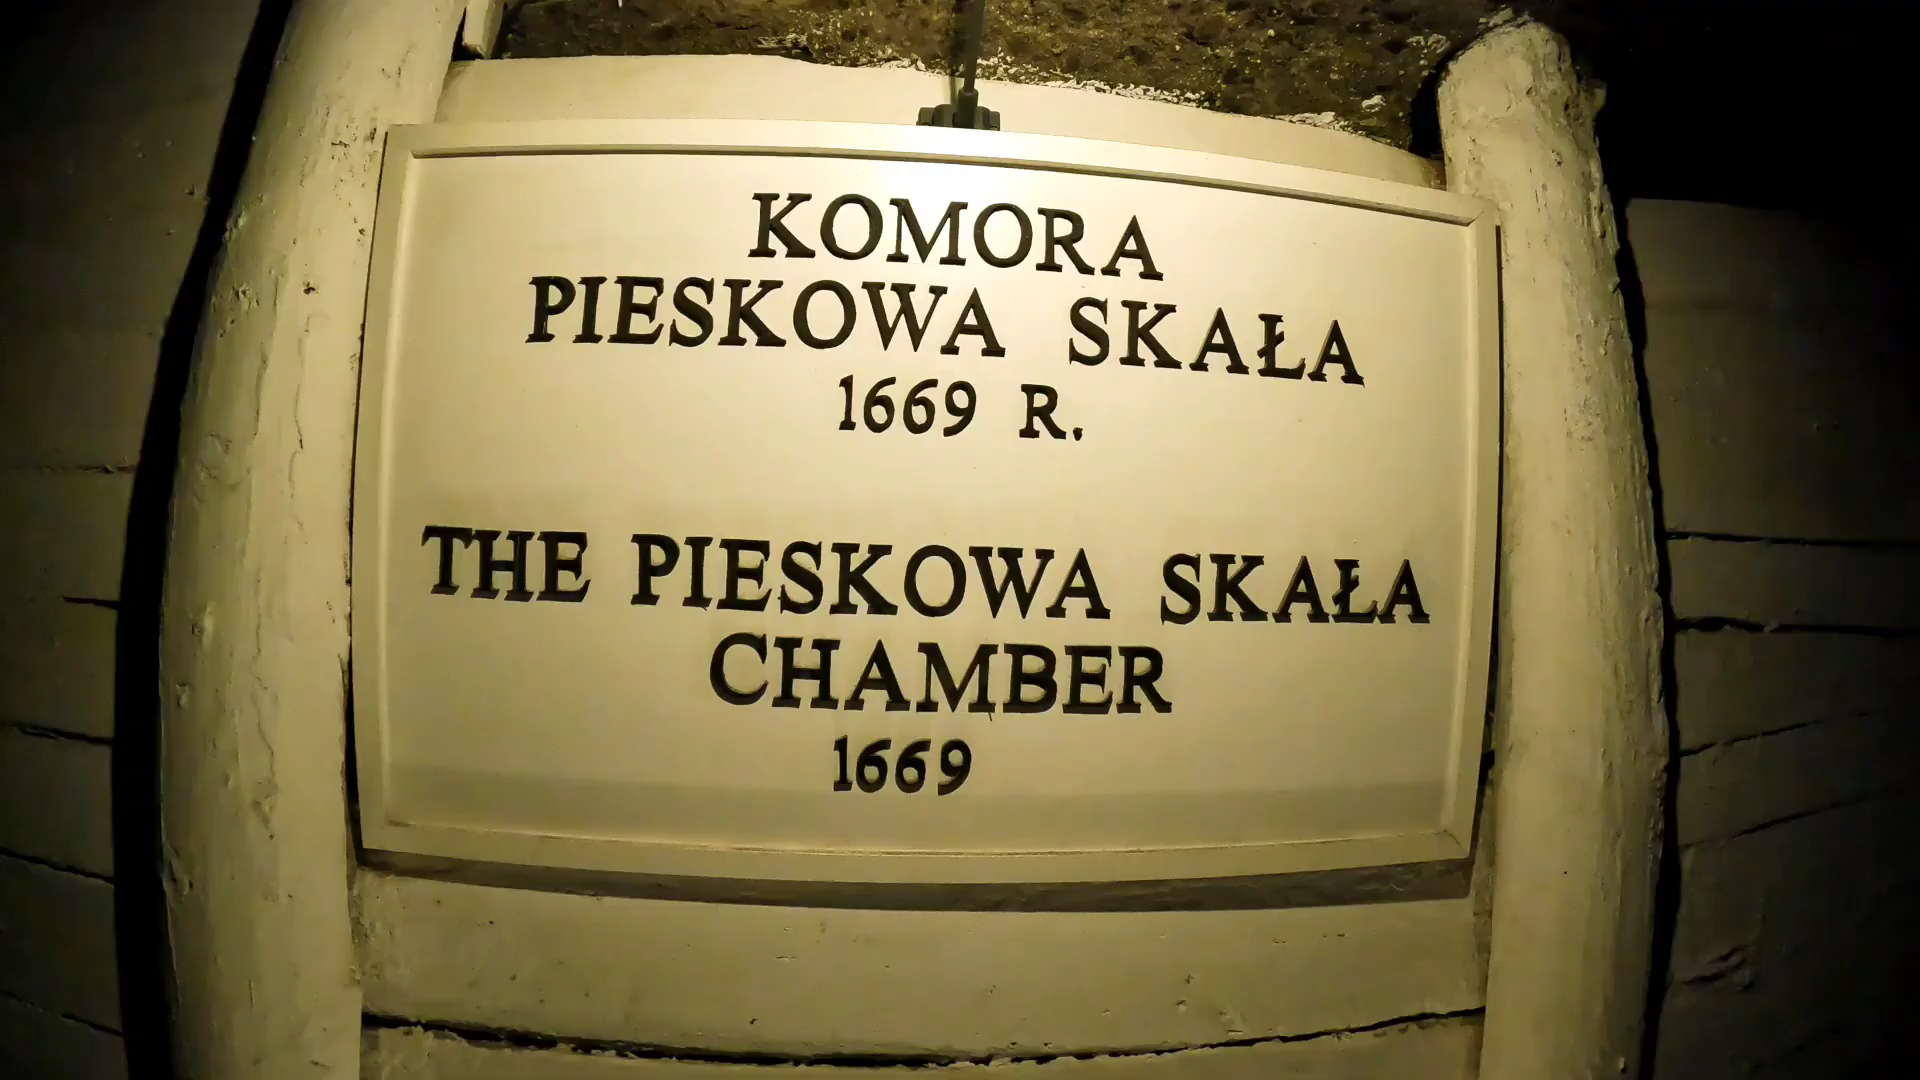 KOMORA
PIESKOWA SKAŁA
1669 R.
THE PIESKOWA SKAŁA
CHAMBER
1669